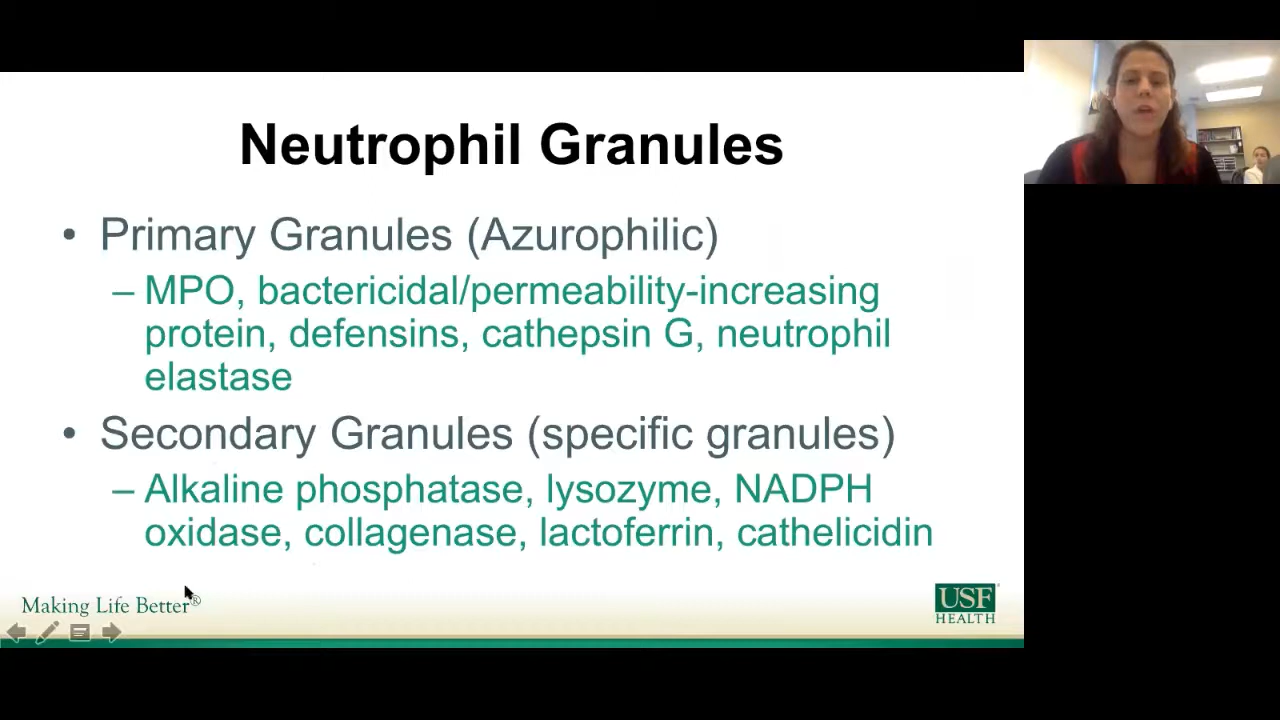 Neutrophil Granules
• Primary Granules (Azurophilic)
– MPO, bactericidal/permeability-increasing
protein, defensins, cathepsin G, neutrophil
elastase
• Secondary Granules (specific granules)
– Alkaline phosphatase, lysozyme, NADPH
oxidase, collagenase, lactoferrin, cathelicidin
Making Life Better®
USF
HEALTH